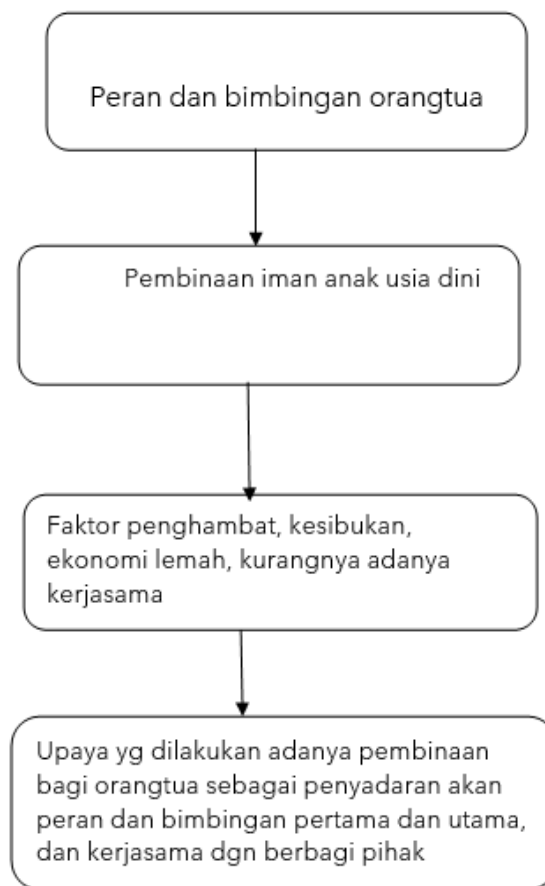 Peran dan bimbingan orangtua
Pembinaan iman anak usia dini
Faktor penghambat, kesibukan,
ekonomi lemah, kurangnya adanya
kerjasama
Upaya yg dilakukan adanya pembinaan
bagi orangtua sebagai penyadaran akan
peran dan bimbingan pertama dan utama,
dan kerjasama dgn berbagi pihak